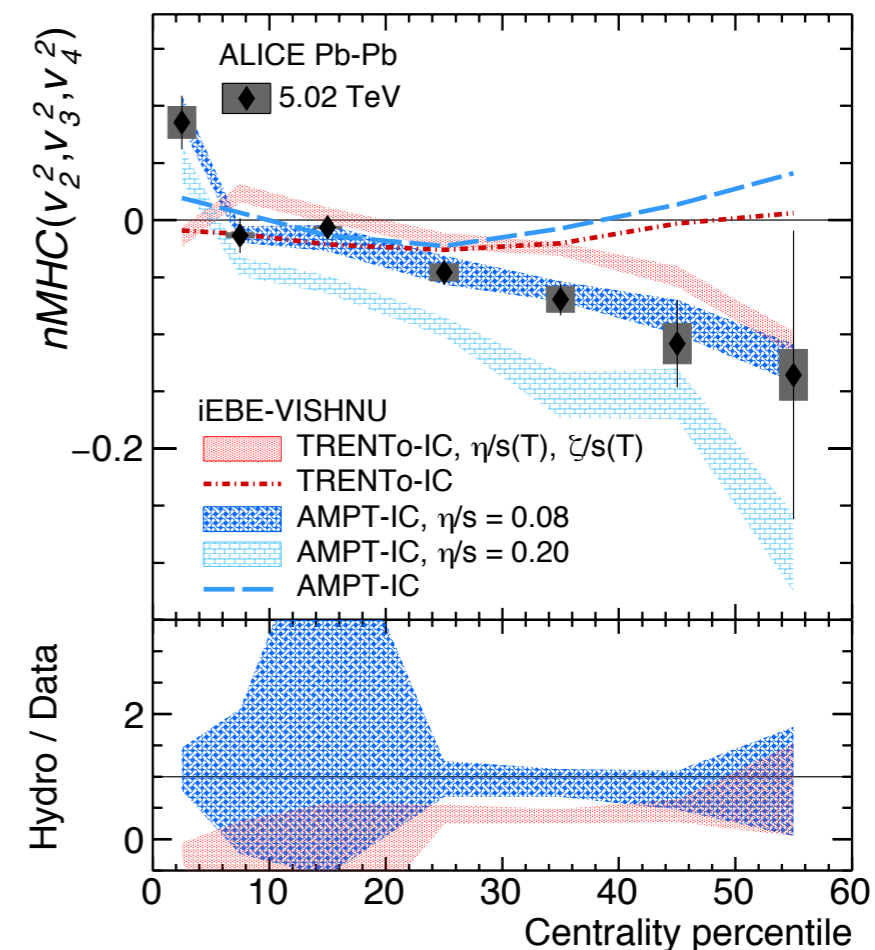 nMHC(v₂², v₃², v₄²)
ALICE Pb-Pb
5.02 TeV
0
−0.2
iEBE-VISHNU
TRENTo-IC, η/s(T), ζ/s(T)
TRENTo-IC
AMPT-IC, η/s = 0.08
AMPT-IC, η/s = 0.20
AMPT-IC
Hydro / Data
2
0
0 10 20 30 40 50 60
Centrality percentile